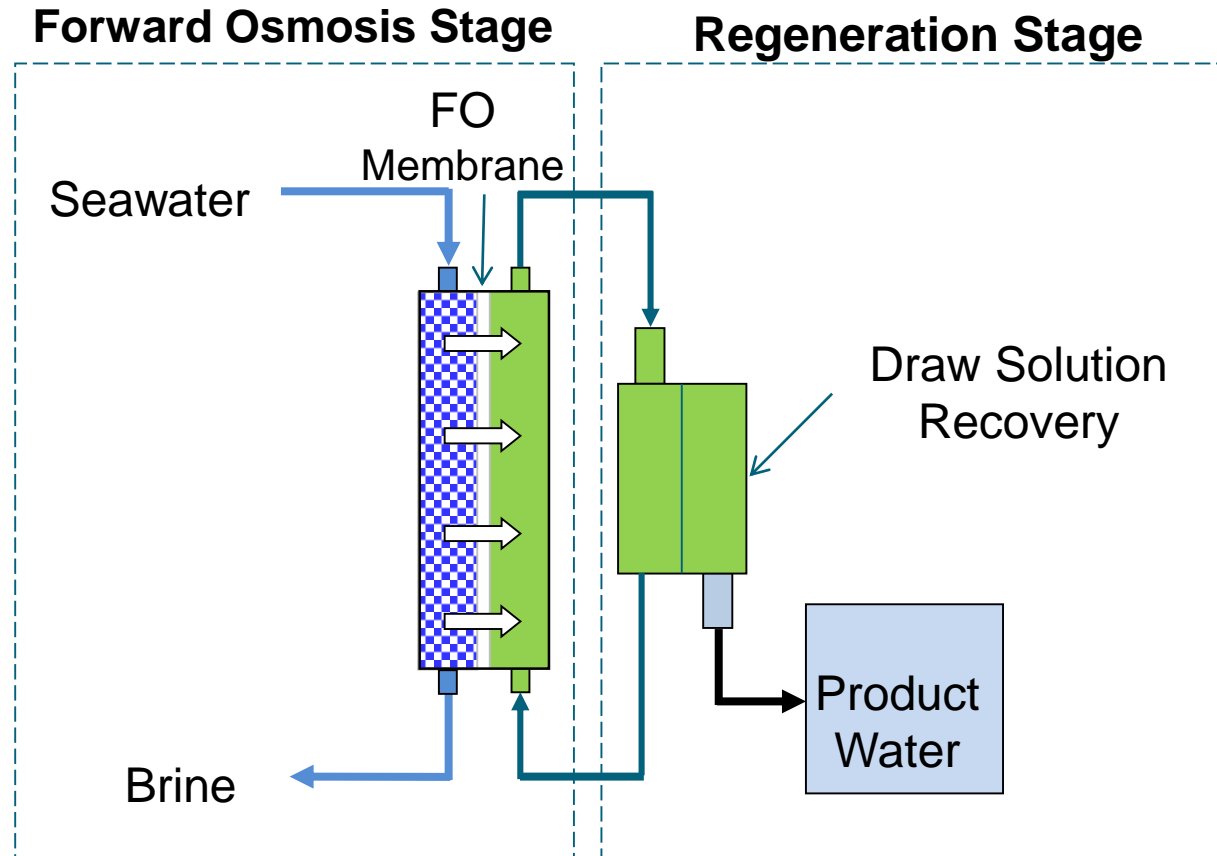 Forward Osmosis Stage
Regeneration Stage
FO
Membrane
Seawater
Draw Solution
Recovery
Product
Water
Brine